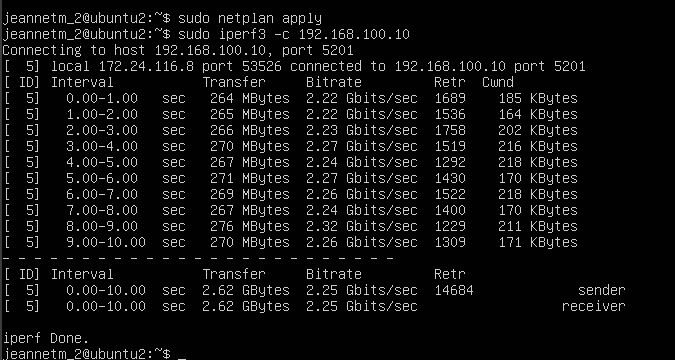 jeannetm_2@ubuntu2:~$ sudo netplan apply
jeannetm_2@ubuntu2:~$ sudo iperf3 -c 192.168.100.10
Connecting to host 192.168.100.10, port 5201
[  5] local 172.24.116.8 port 53526 connected to 192.168.100.10 port 5201
[ ID] Interval           Transfer     Bitrate         Retr  Cwnd
[  5]   0.00-1.00   sec   264 MBytes  2.22 Gbits/sec  1689    185 KBytes
[  5]   1.00-2.00   sec   265 MBytes  2.22 Gbits/sec  1536    164 KBytes
[  5]   2.00-3.00   sec   266 MBytes  2.23 Gbits/sec  1758    202 KBytes
[  5]   3.00-4.00   sec   270 MBytes  2.27 Gbits/sec  1519    216 KBytes
[  5]   4.00-5.00   sec   267 MBytes  2.24 Gbits/sec  1292    218 KBytes
[  5]   5.00-6.00   sec   271 MBytes  2.27 Gbits/sec  1430    170 KBytes
[  5]   6.00-7.00   sec   269 MBytes  2.26 Gbits/sec  1522    218 KBytes
[  5]   7.00-8.00   sec   267 MBytes  2.24 Gbits/sec  1400    170 KBytes
[  5]   8.00-9.00   sec   276 MBytes  2.32 Gbits/sec  1229    211 KBytes
[  5]   9.00-10.00  sec   270 MBytes  2.26 Gbits/sec  1309    171 KBytes
- - - - - - - - - - - - - - - - - - - - - - - - -
[ ID] Interval           Transfer     Bitrate         Retr
[  5]   0.00-10.00  sec  2.62 GBytes  2.25 Gbits/sec  14684             sender
[  5]   0.00-10.00  sec  2.62 GBytes  2.25 Gbits/sec                  receiver

iperf Done.
jeannetm_2@ubuntu2:~$ _